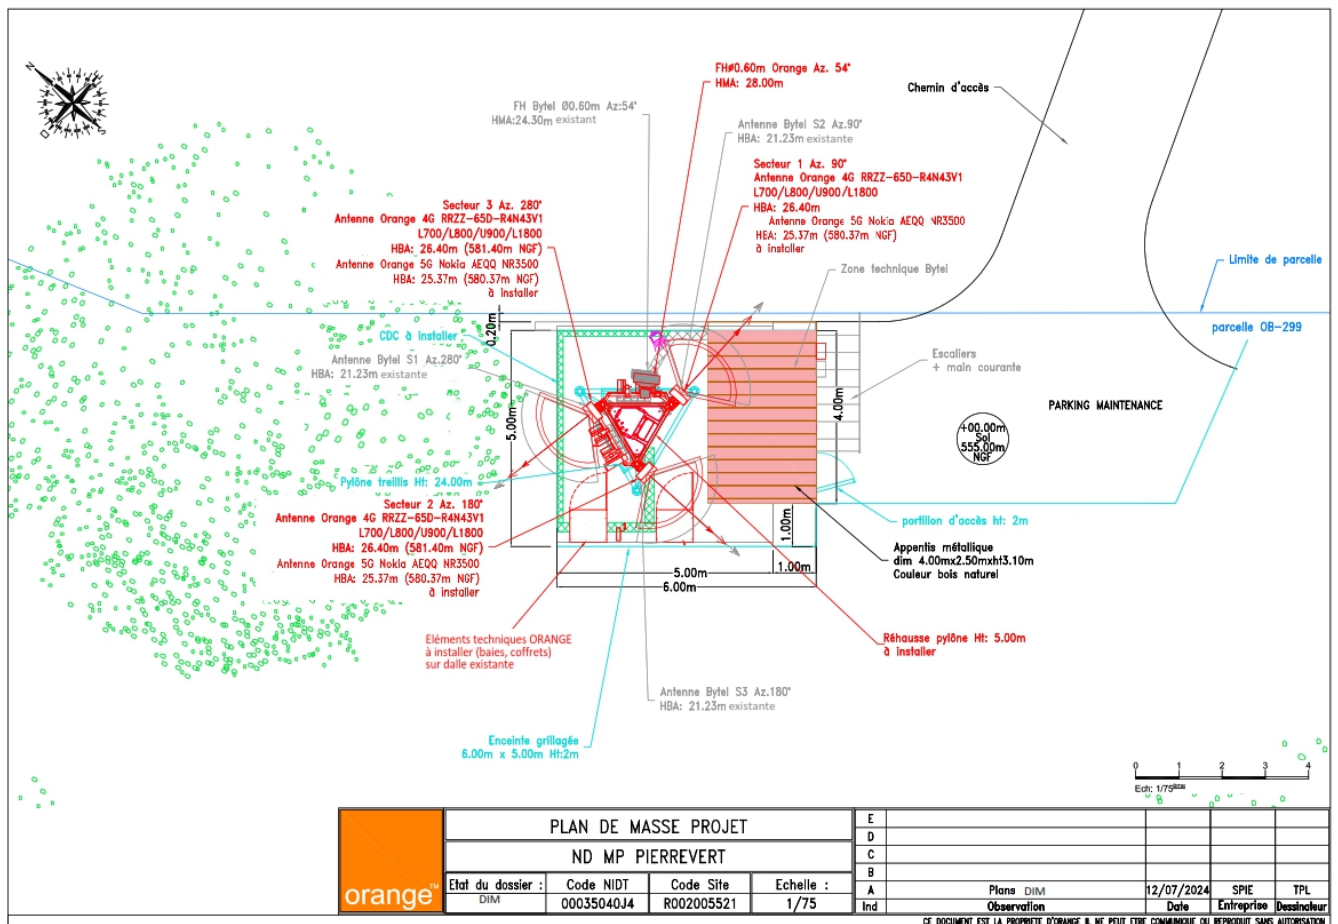 N
O
FHø0.60m Orange Az. 54°
HMA: 28.00m
Chemin d'accès
FH Bytel Ø0.60m Az:54°
HMA:24.30m existant
Antenne Bytel S2 Az.90°
HBA: 21.23m existante
Secteur 1 Az. 90°
Antenne Orange 4G RRZZ-65D-R4N43V1
L700/L800/U900/L1800
HBA: 26.40m
Antenne Orange 5G Nokia AEQQ NR3500
HEA: 25.37m (580.37m NGF)
à installer
Secteur 3 Az. 280°
Antenne Orange 4G RRZZ-65D-R4N43V1
L700/L800/U900/L1800
HBA: 26.40m (581.40m NGF)
Antenne Orange 5G Nokia AEQQ NR3500
HBA: 25.37m (580.37m NGF)
à installer
Zone technique Bytel
Limite de parcelle
parcelle OB-299
0.20m
CDC à installer
Antenne Bytel S1 Az.280°
HBA: 21.23m existante
Escaliers
+ main courante
5.00m
4.00m
PARKING MAINTENANCE
+00.00m
Sol
555.00m
NGF
Pylône treillis Ht: 24.00m
Secteur 2 Az. 180°
Antenne Orange 4G RRZZ-65D-R4N43V1
L700/L800/U900/L1800
HBA: 26.40m (581.40m NGF)
Antenne Orange 5G Nokia AEQQ NR3500
HBA: 25.37m (580.37m NGF)
à installer
portillon d'accès ht: 2m
1.00m
Appentis métallique
dim 4.00mx2.50mxht3.10m
Couleur bois naturel
5.00m
1.00m
6.00m
Eléments techniques ORANGE
à installer (baies, coffrets)
sur dalle existante
Réhausse pylône Ht: 5.00m
à installer
Antenne Bytel S3 Az.180°
HBA: 21.23m existante
Enceinte grillagée
6.00m x 5.00m Ht:2m
0 1 2 3 4
Ech: 1/75ème
orange™
PLAN DE MASSE PROJET
ND MP PIERREVERT
Etat du dossier : Code NIDT Code Site Echelle :
DIM 00035040J4 R002005521 1/75
E
D
C
B
A Plans DIM 12/07/2024 SPIE TPL
Ind Observation Date Entreprise Dessinateur
CE DOCUMENT EST LA PROPRIETE D'ORANGE IL NE PEUT ETRE COMMUNIQUE OU REPRODUIT SANS AUTORISATION